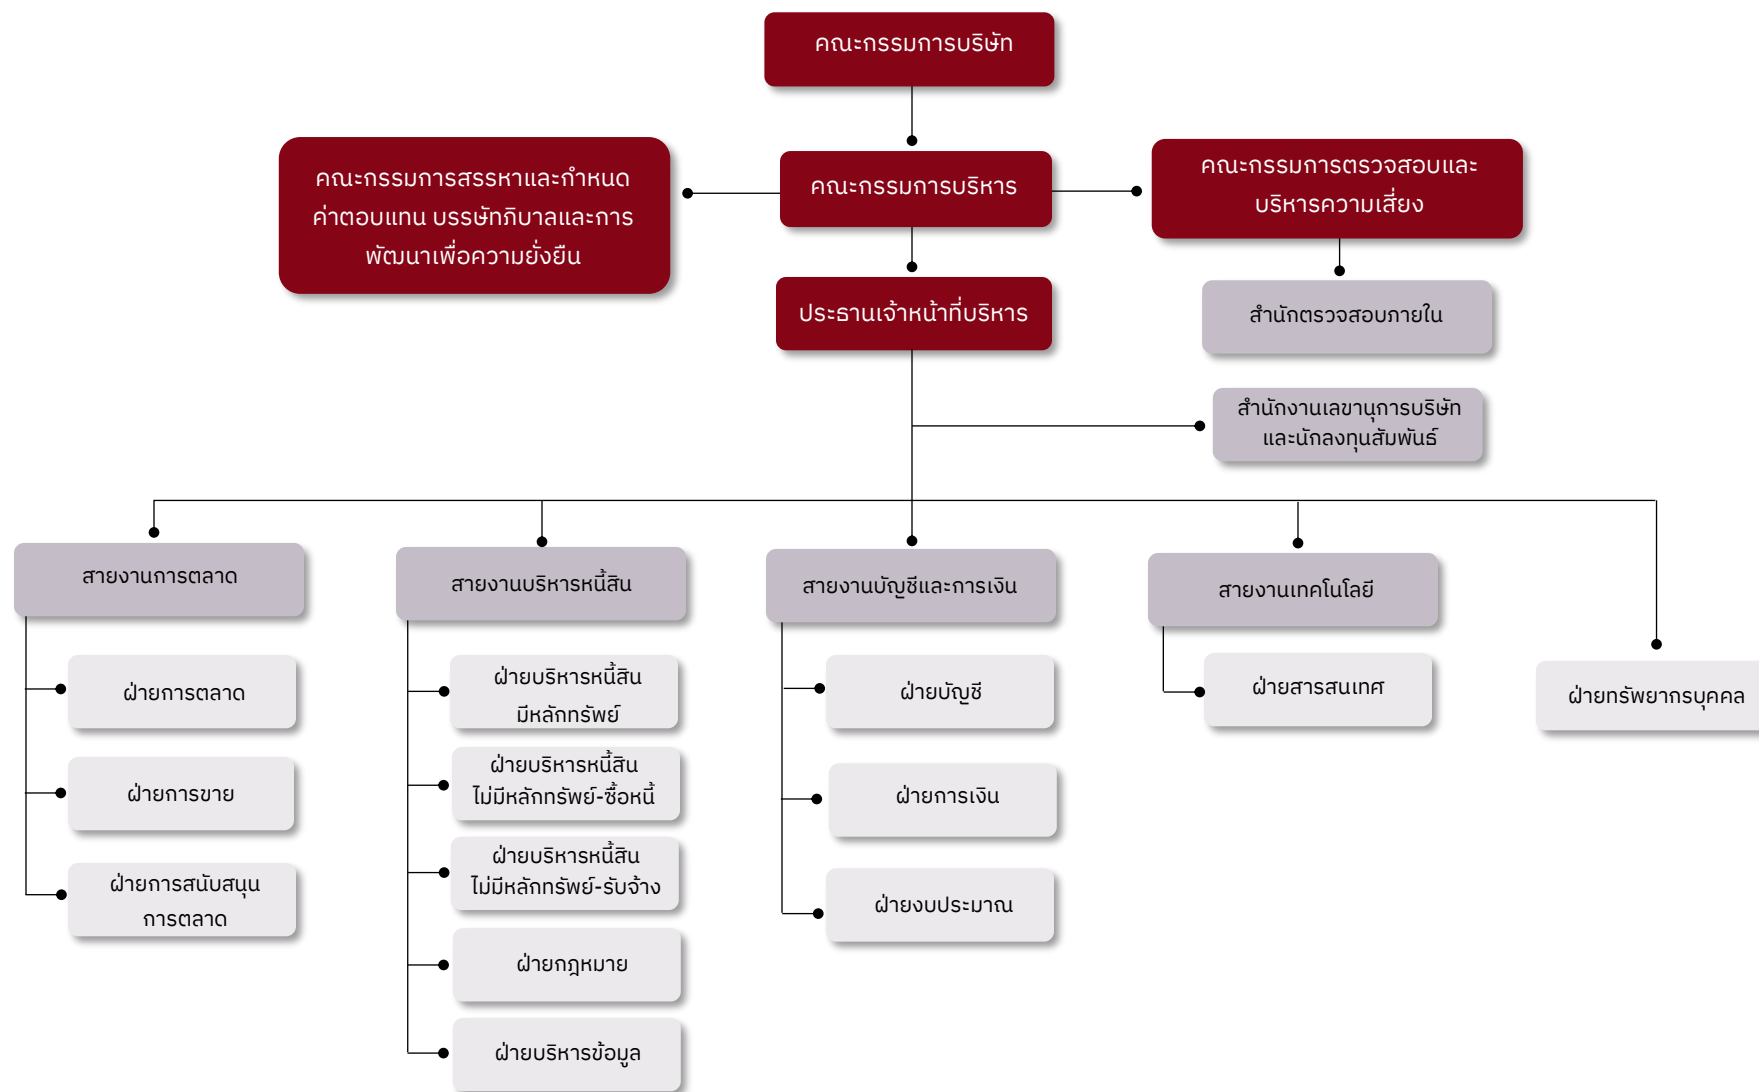 คณะกรรมการบริษัท
คณะกรรมการสรรหาและกำหนด
ค่าตอบแทน บรรษัทภิบาลและการ
พัฒนาเพื่อความยั่งยืน
คณะกรรมการบริหาร
คณะกรรมการตรวจสอบและ
บริหารความเสี่ยง
ประธานเจ้าหน้าที่บริหาร
สำนักตรวจสอบภายใน
สำนักงานเลขานุการบริษัท
และนักลงทุนสัมพันธ์
สายงานการตลาด
ฝ่ายการตลาด
ฝ่ายการขาย
ฝ่ายการสนับสนุน
การตลาด
สายงานบริหารหนี้สิน
ฝ่ายบริหารหนี้สิน
มีหลักทรัพย์
ฝ่ายบริหารหนี้สิน
ไม่มีหลักทรัพย์-ซื้อหนี้
ฝ่ายบริหารหนี้สิน
ไม่มีหลักทรัพย์-รับจ้าง
ฝ่ายกฎหมาย
ฝ่ายบริหารข้อมูล
สายงานบัญชีและการเงิน
ฝ่ายบัญชี
ฝ่ายการเงิน
ฝ่ายงบประมาณ
สายงานเทคโนโลยี
ฝ่ายสารสนเทศ
ฝ่ายทรัพยากรบุคคล